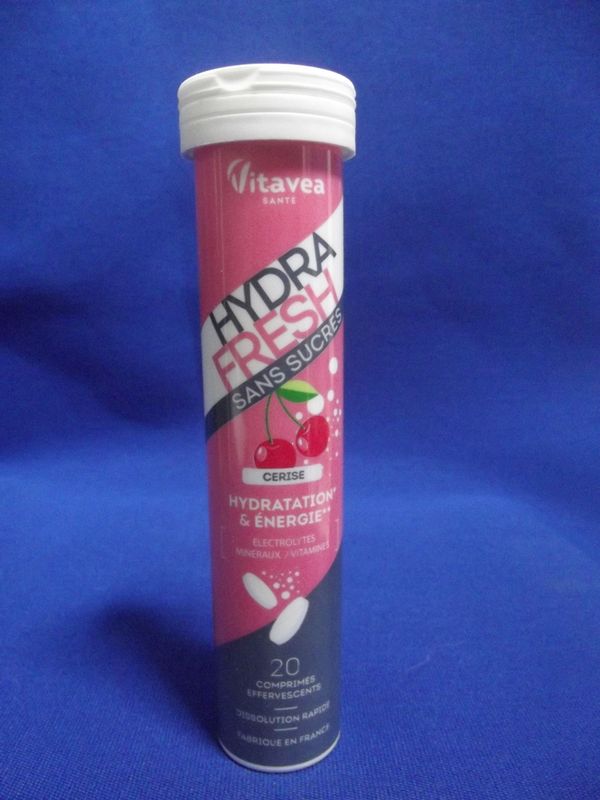 Vitavea
SANTÉ
HYDRA
FRESH
SANS SUCRES
CERISE
HYDRATATION*
& ÉNERGIE**
ÉLECTROLYTES
MINÉRAUX / VITAMINES
20
COMPRIMÉS
EFFERVESCENTS
DISSOLUTION RAPIDE
FABRIQUÉ EN FRANCE